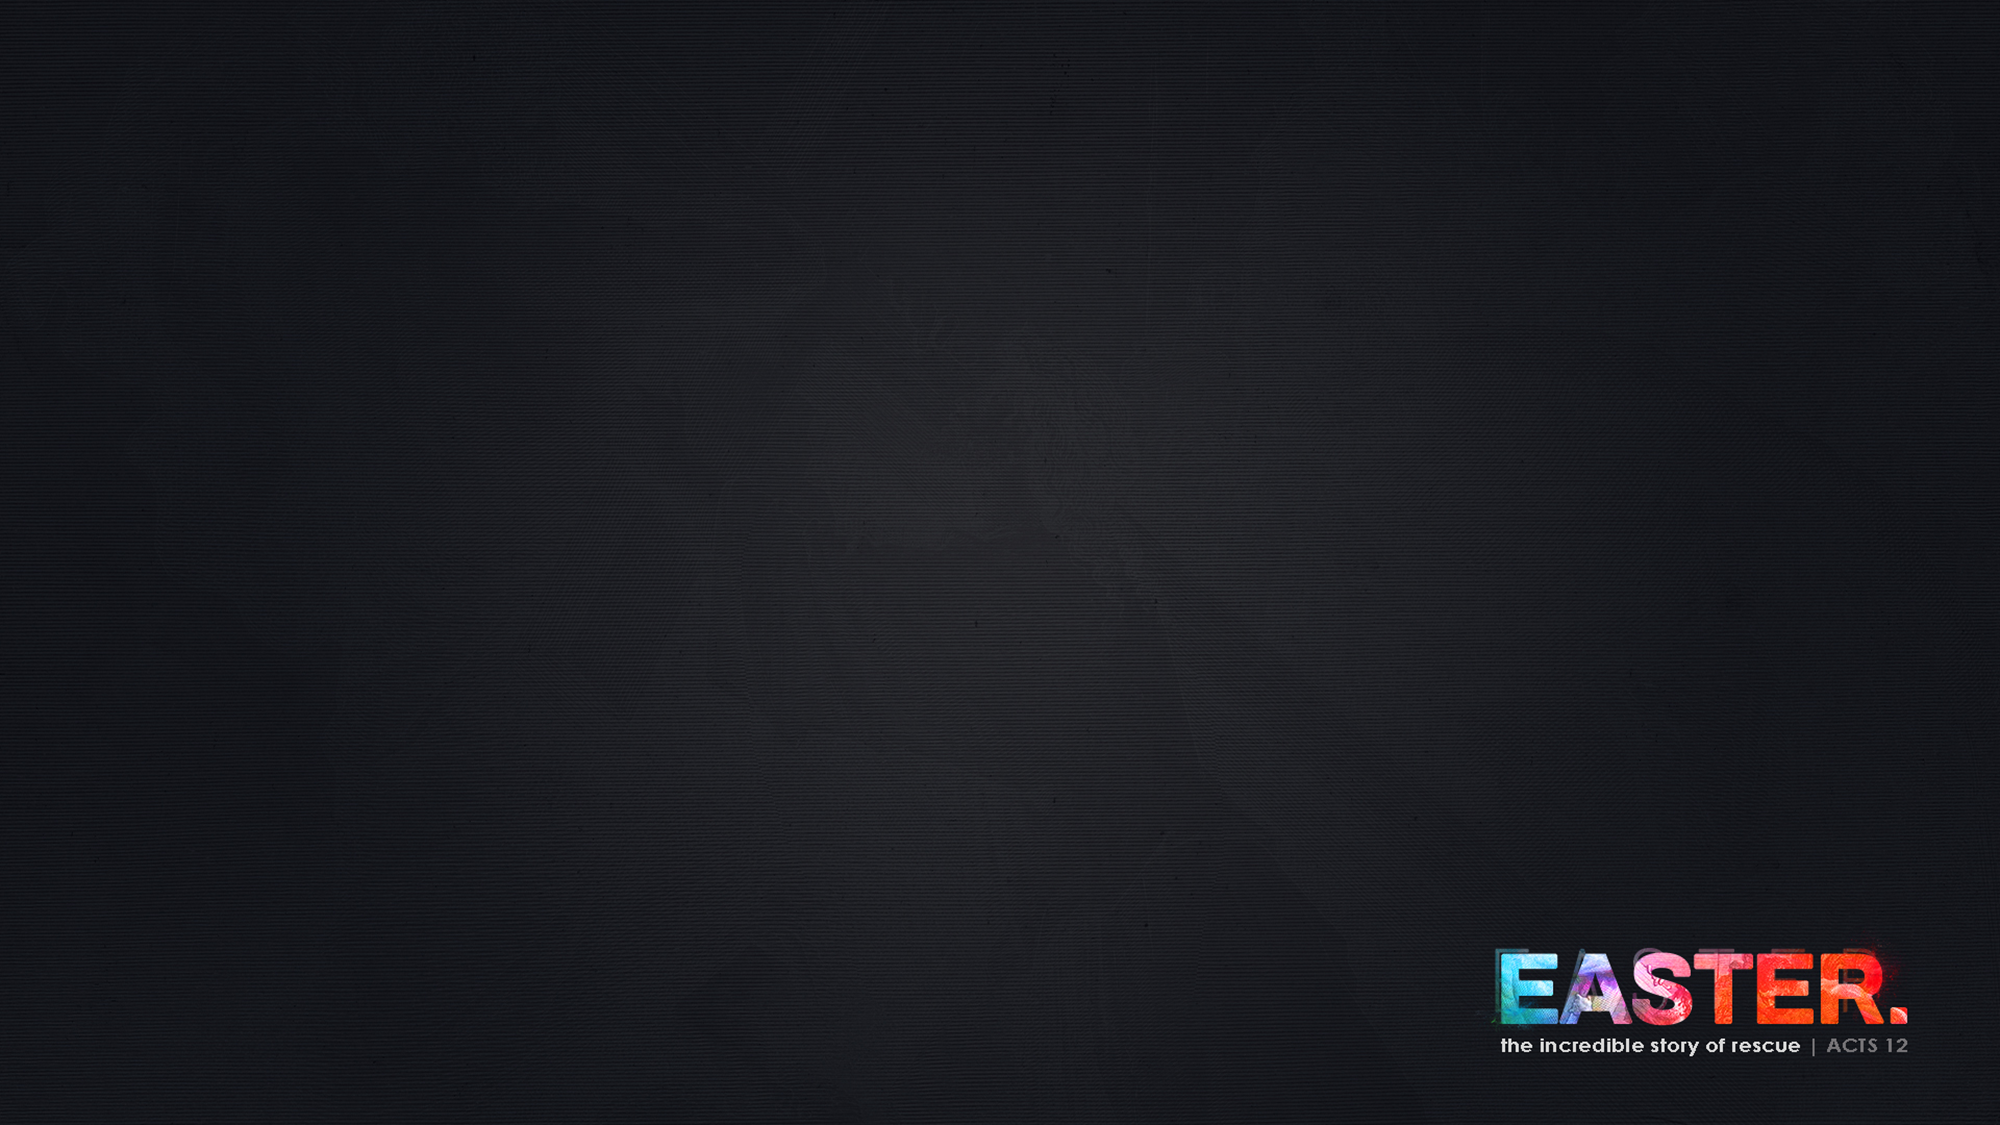 EASTER.
the incredible story of rescue | ACTS 12